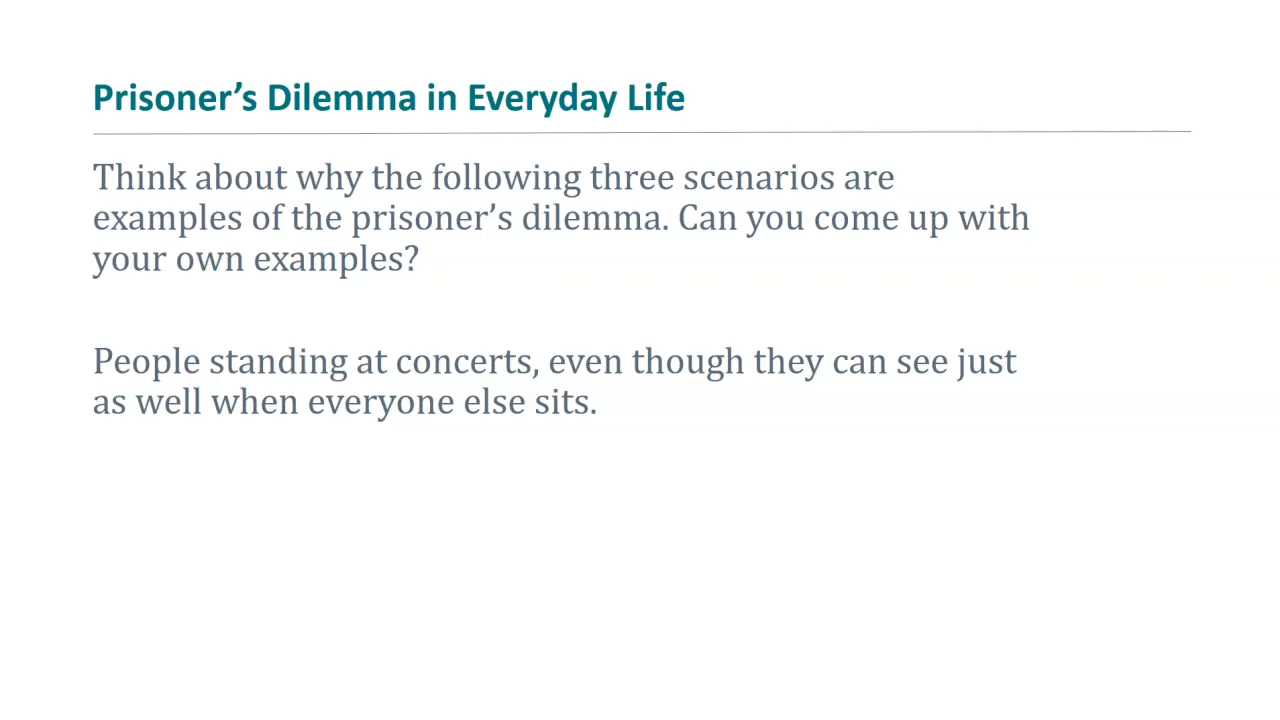 Prisoner’s Dilemma in Everyday Life
Think about why the following three scenarios are
examples of the prisoner’s dilemma. Can you come up with
your own examples?
People standing at concerts, even though they can see just
as well when everyone else sits.